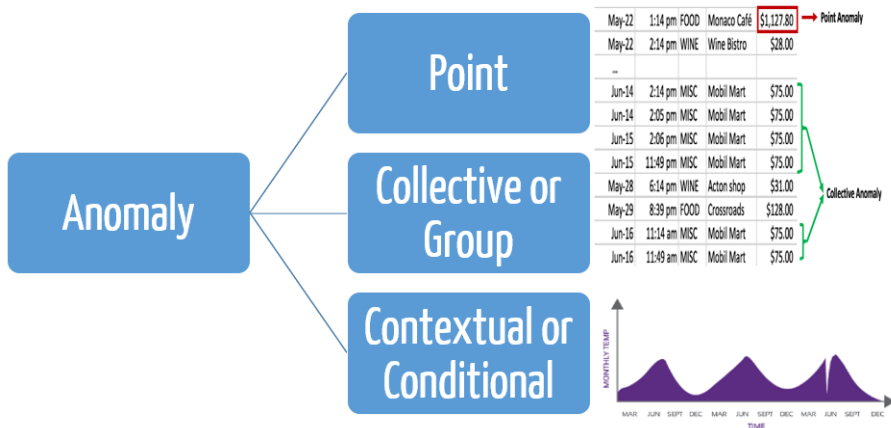 Anomaly
Point
Collective or
Group
Contextual or
Conditional
May-22 1:14 pm FOOD Monaco Café $1,127.80 Point Anomaly
May-22 2:14 pm WINE Wine Bistro $28.00
...
Jun-14 2:14 pm MISC Mobil Mart $75.00
Jun-14 2:05 pm MISC Mobil Mart $75.00
Jun-15 2:06 pm MISC Mobil Mart $75.00
Jun-15 11:49 pm MISC Mobil Mart $75.00
May-28 6:14 pm WINE Acton shop $31.00
Collective Anomaly
May-29 8:39 pm FOOD Crossroads $128.00
Jun-16 11:14 am MISC Mobil Mart $75.00
Jun-16 11:49 am MISC Mobil Mart $75.00
MONTHLY TEMP
MAR JUN SEPT DEC MAR JUN SEPT DEC MAR JUN SEPT DEC
TIME